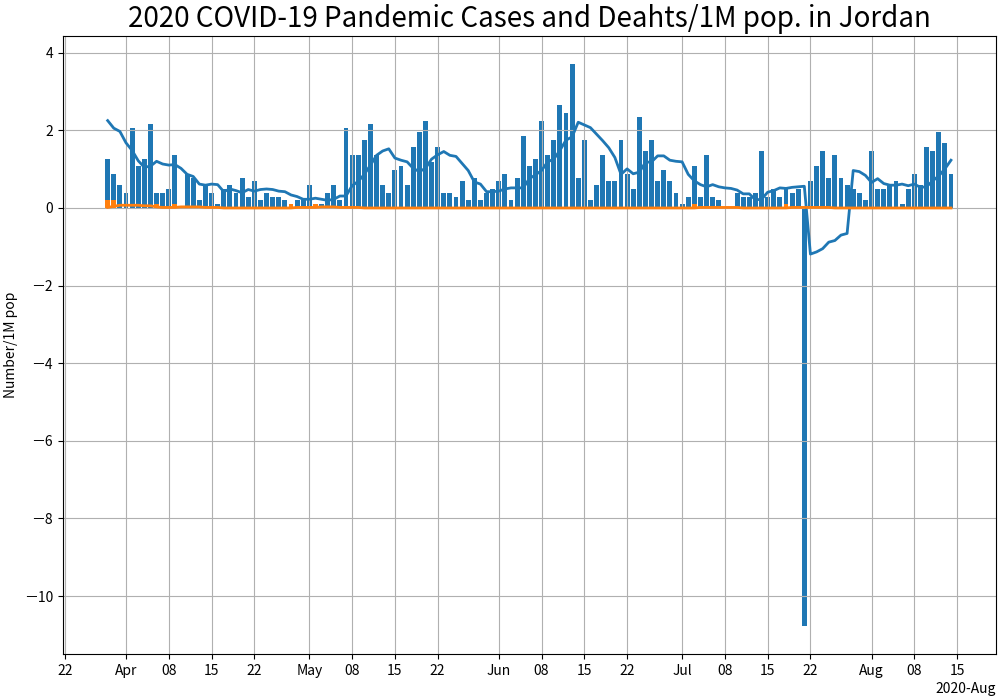 2020 COVID-19 Pandemic Cases and Deahts/1M pop. in Jordan
Number/1M pop
4
2
0
−2
−4
−6
−8
−10
22 Apr 08 15 22 May 08 15 22 Jun 08 15 22 Jul 08 15 22 Aug 08 15
2020-Aug